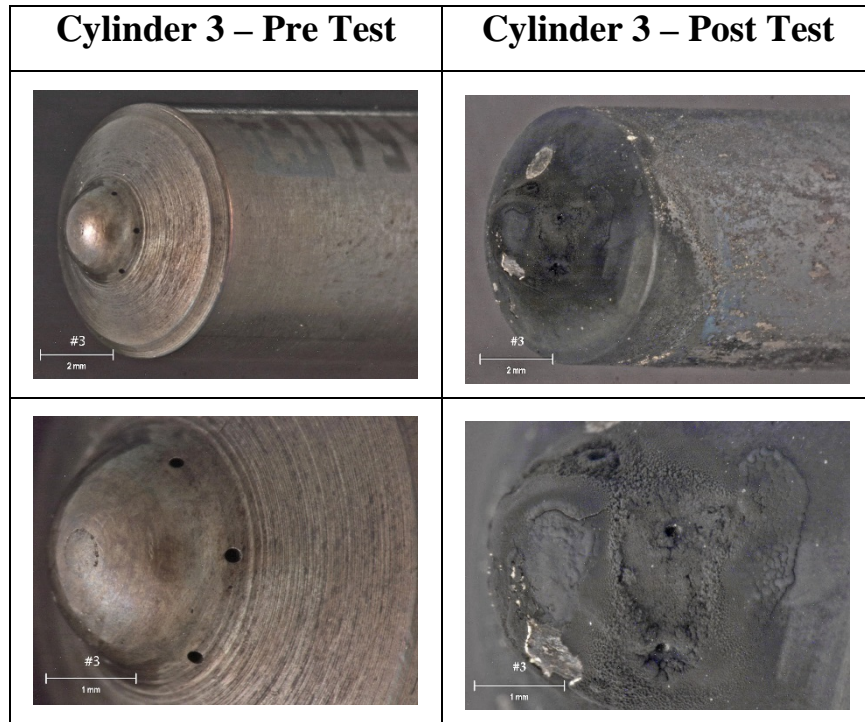 Cylinder 3 – Pre Test
Cylinder 3 – Post Test
#3
2 mm
#3
2 mm
#3
1 mm
#3
1 mm